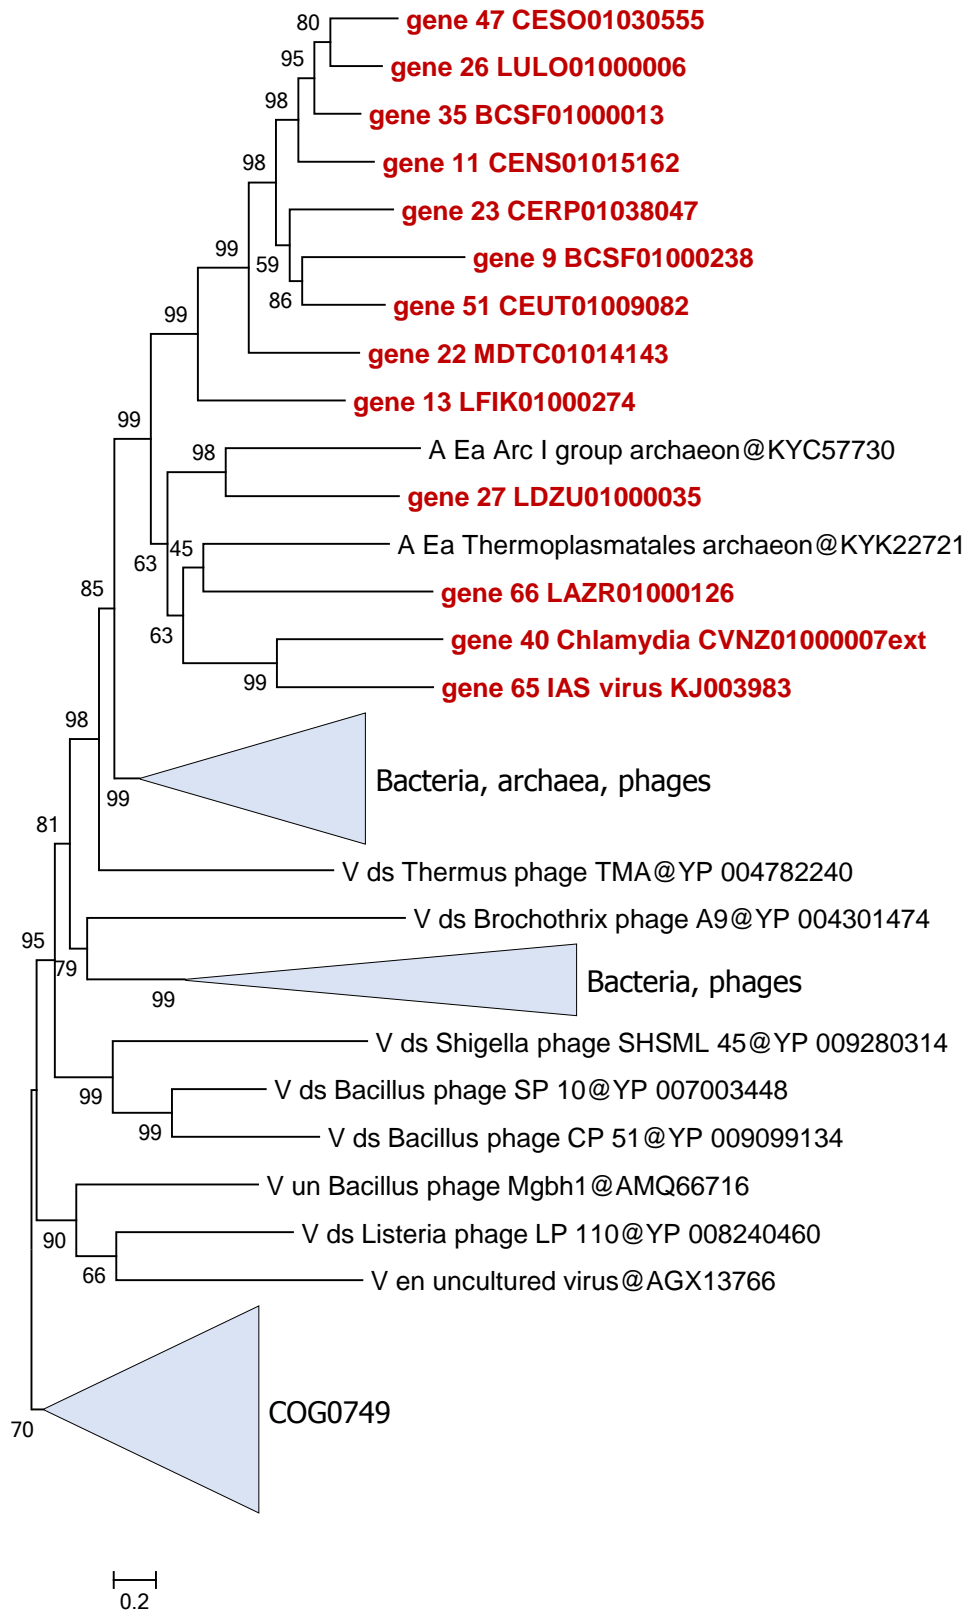 80
gene 47 CESO01030555
95
gene 26 LULO01000006
98
gene 35 BCSF01000013
98
gene 11 CENS01015162
gene 23 CERP01038047
99
59
gene 9 BCSF01000238
86
gene 51 CEUT01009082
99
gene 22 MDTC01014143
gene 13 LFIK01000274
99
98
A Ea Arc I group archaeon@KYC57730
gene 27 LDZU01000035
45
A Ea Thermoplasmatales archaeon@KYK22721
63
85
gene 66 LAZR01000126
63
gene 40 Chlamydia CVNZ01000007ext
99
gene 65 IAS virus KJ003983
98
Bacteria, archaea, phages
99
81
V ds Thermus phage TMA@YP 004782240
V ds Brochothrix phage A9@YP 004301474
95
79
Bacteria, phages
99
V ds Shigella phage SHSML 45@YP 009280314
99
V ds Bacillus phage SP 10@YP 007003448
99
V ds Bacillus phage CP 51@YP 009099134
V un Bacillus phage Mgbh1@AMQ66716
90
V ds Listeria phage LP 110@YP 008240460
66
V en uncultured virus@AGX13766
COG0749
70
0.2